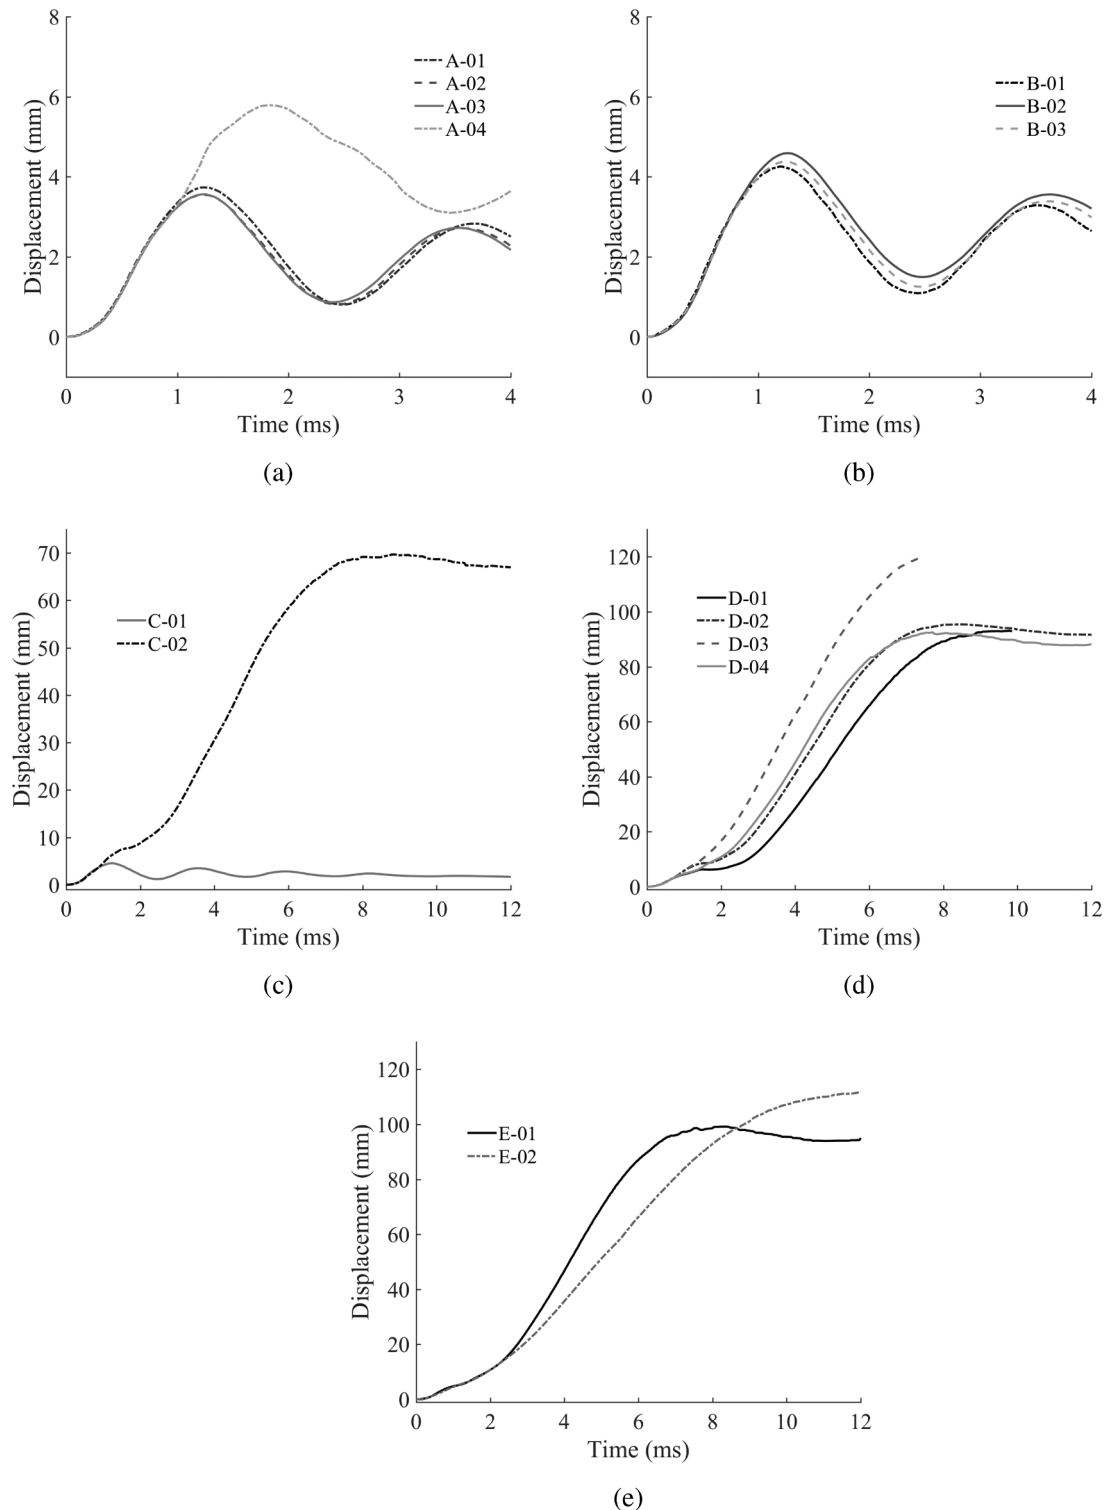 8
6
4
2
0
Displacement (mm)
A-01
A-02
A-03
A-04
0 1 2 3 4
Time (ms)
(a)
8
6
4
2
0
Displacement (mm)
B-01
B-02
B-03
0 1 2 3 4
Time (ms)
(b)
70
60
50
40
30
20
10
0
Displacement (mm)
C-01
C-02
0 2 4 6 8 10 12
Time (ms)
(c)
120
100
80
60
40
20
0
Displacement (mm)
D-01
D-02
D-03
D-04
0 2 4 6 8 10 12
Time (ms)
(d)
120
100
80
60
40
20
0
Displacement (mm)
E-01
E-02
0 2 4 6 8 10 12
Time (ms)
(e)